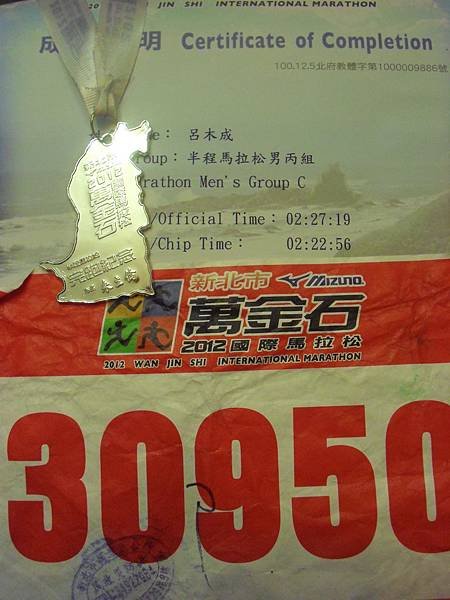 WAN JIN SHI INTERNATIONAL MARATHON
成 明 Certificate of Completion
100.12.5北府教體字第1000009886號
e： 呂木成
oup：半程馬拉松男丙組
rathon Men's Group C
/Official Time： 02:27:19
/Chip Time： 02:22:56
新北市 MIZUNO
萬金石
2012國際馬拉松
2012 WAN JIN SHI INTERNATIONAL MARATHON
30950